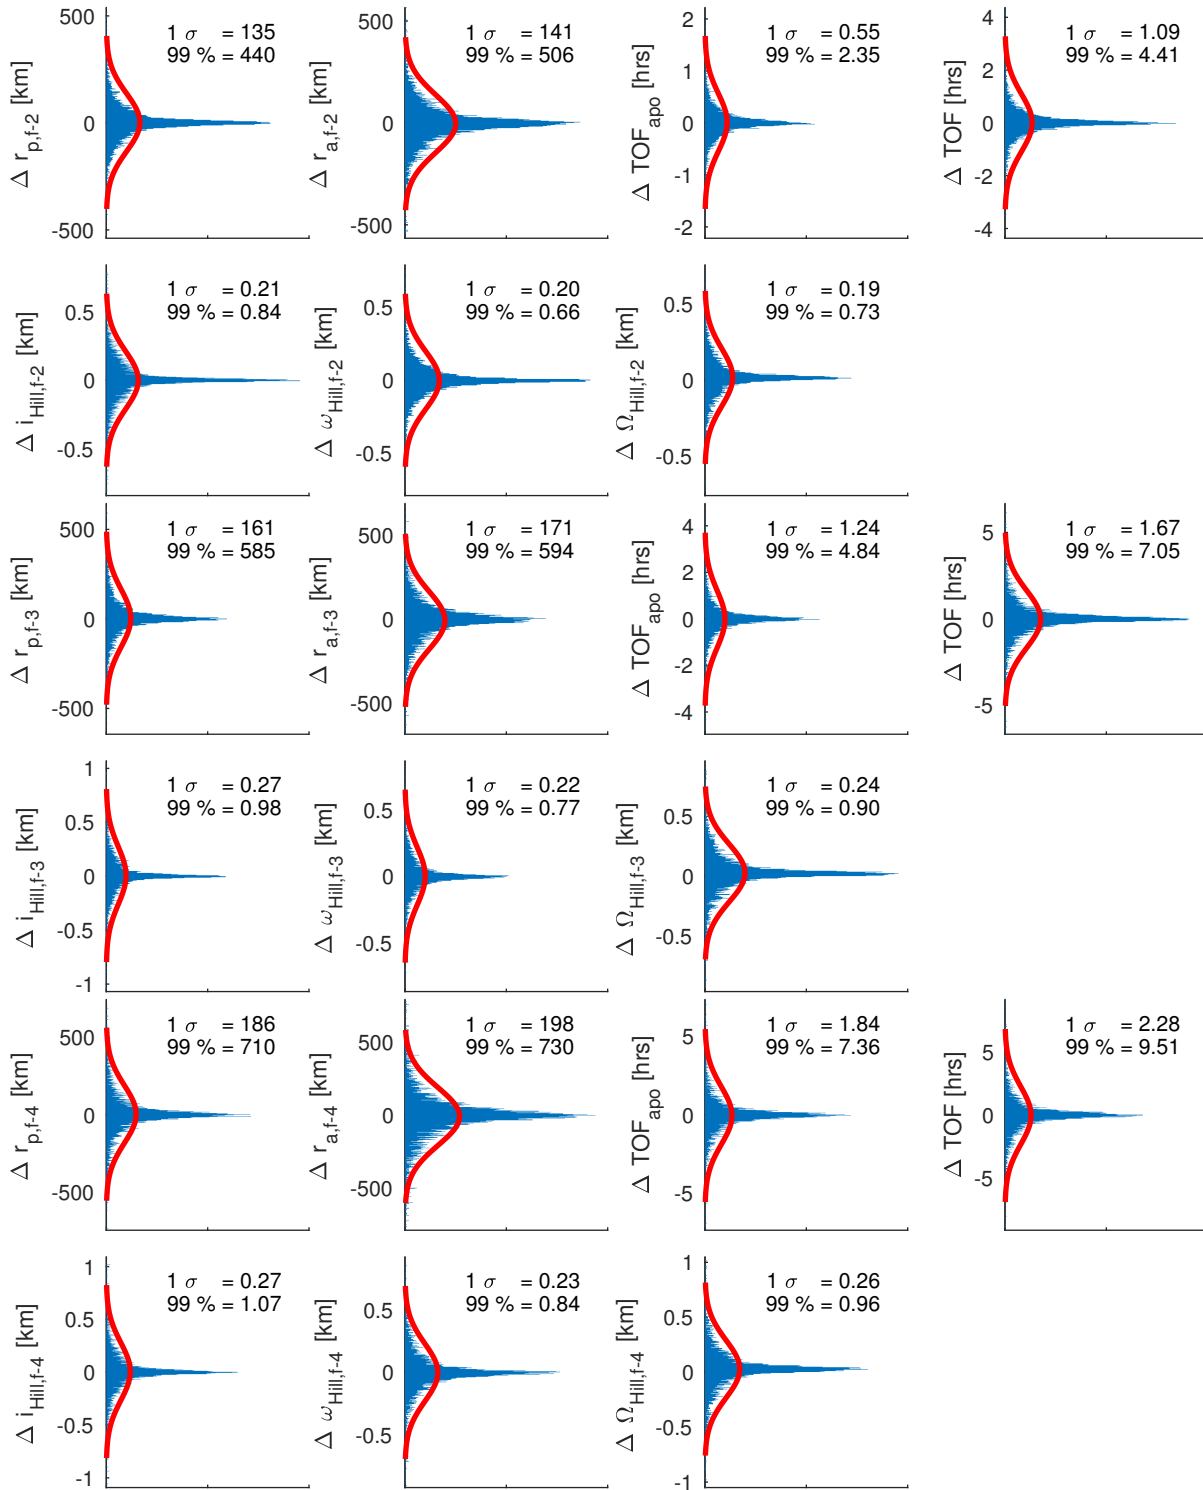 500
0
-500
Δ r_p,f-2 [km]
1 σ = 135
99 % = 440
500
0
-500
Δ r_a,f-2 [km]
1 σ = 141
99 % = 506
2
1
0
-1
-2
Δ TOF_apo [hrs]
1 σ = 0.55
99 % = 2.35
4
2
0
-2
-4
Δ TOF [hrs]
1 σ = 1.09
99 % = 4.41
0.5
0
-0.5
Δ i_Hill,f-2 [km]
1 σ = 0.21
99 % = 0.84
0.5
0
-0.5
Δ ω_Hill,f-2 [km]
1 σ = 0.20
99 % = 0.66
0.5
0
-0.5
Δ Ω_Hill,f-2 [km]
1 σ = 0.19
99 % = 0.73
500
0
-500
Δ r_p,f-3 [km]
1 σ = 161
99 % = 585
500
0
-500
Δ r_a,f-3 [km]
1 σ = 171
99 % = 594
4
2
0
-2
-4
Δ TOF_apo [hrs]
1 σ = 1.24
99 % = 4.84
5
0
-5
Δ TOF [hrs]
1 σ = 1.67
99 % = 7.05
1
0.5
0
-0.5
-1
Δ i_Hill,f-3 [km]
1 σ = 0.27
99 % = 0.98
0.5
0
-0.5
Δ ω_Hill,f-3 [km]
1 σ = 0.22
99 % = 0.77
0.5
0
-0.5
Δ Ω_Hill,f-3 [km]
1 σ = 0.24
99 % = 0.90
500
0
-500
Δ r_p,f-4 [km]
1 σ = 186
99 % = 710
500
0
-500
Δ r_a,f-4 [km]
1 σ = 198
99 % = 730
5
0
-5
Δ TOF_apo [hrs]
1 σ = 1.84
99 % = 7.36
5
0
-5
Δ TOF [hrs]
1 σ = 2.28
99 % = 9.51
1
0.5
0
-0.5
-1
Δ i_Hill,f-4 [km]
1 σ = 0.27
99 % = 1.07
0.5
0
-0.5
Δ ω_Hill,f-4 [km]
1 σ = 0.23
99 % = 0.84
1
0.5
0
-0.5
-1
Δ Ω_Hill,f-4 [km]
1 σ = 0.26
99 % = 0.96